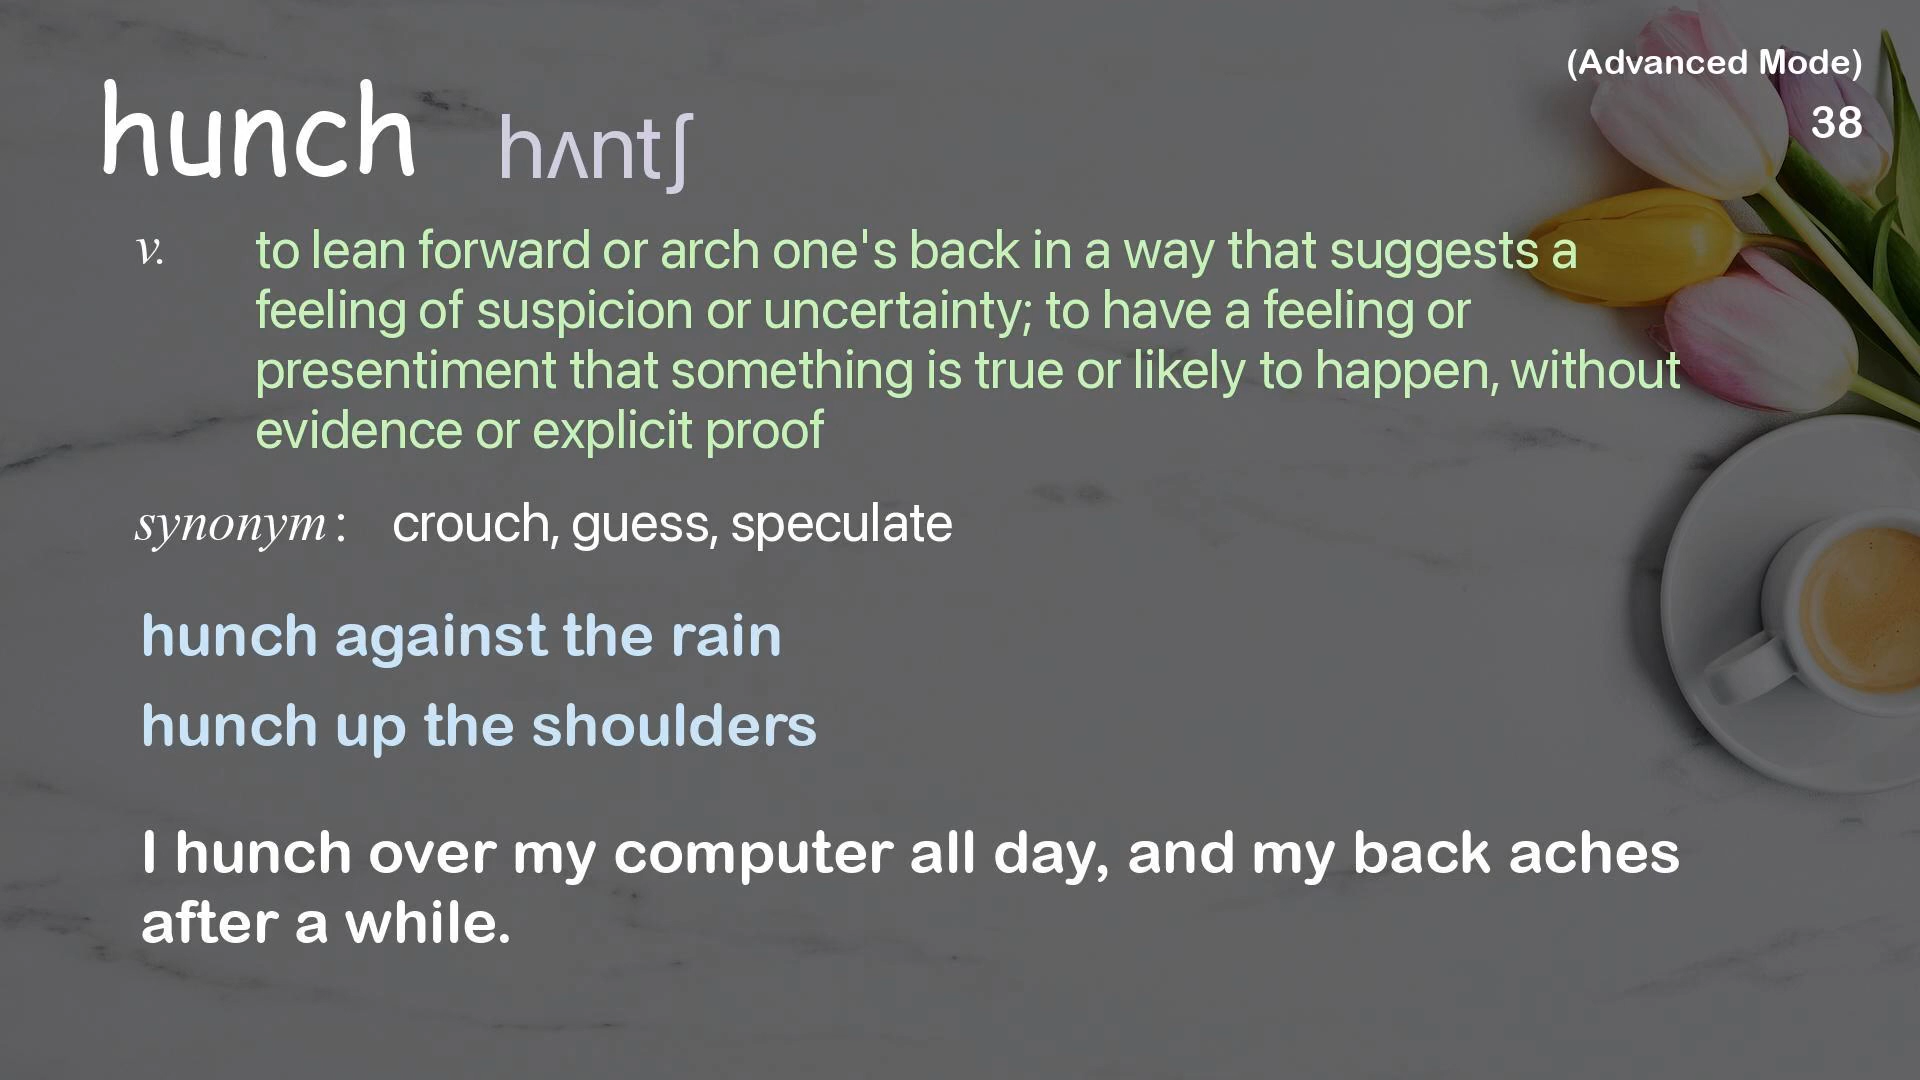 (Advanced Mode)
hunch hʌntʃ
38
v. to lean forward or arch one's back in a way that suggests a
feeling of suspicion or uncertainty; to have a feeling or
presentiment that something is true or likely to happen, without
evidence or explicit proof
synonym: crouch, guess, speculate
hunch against the rain
hunch up the shoulders
I hunch over my computer all day, and my back aches
after a while.